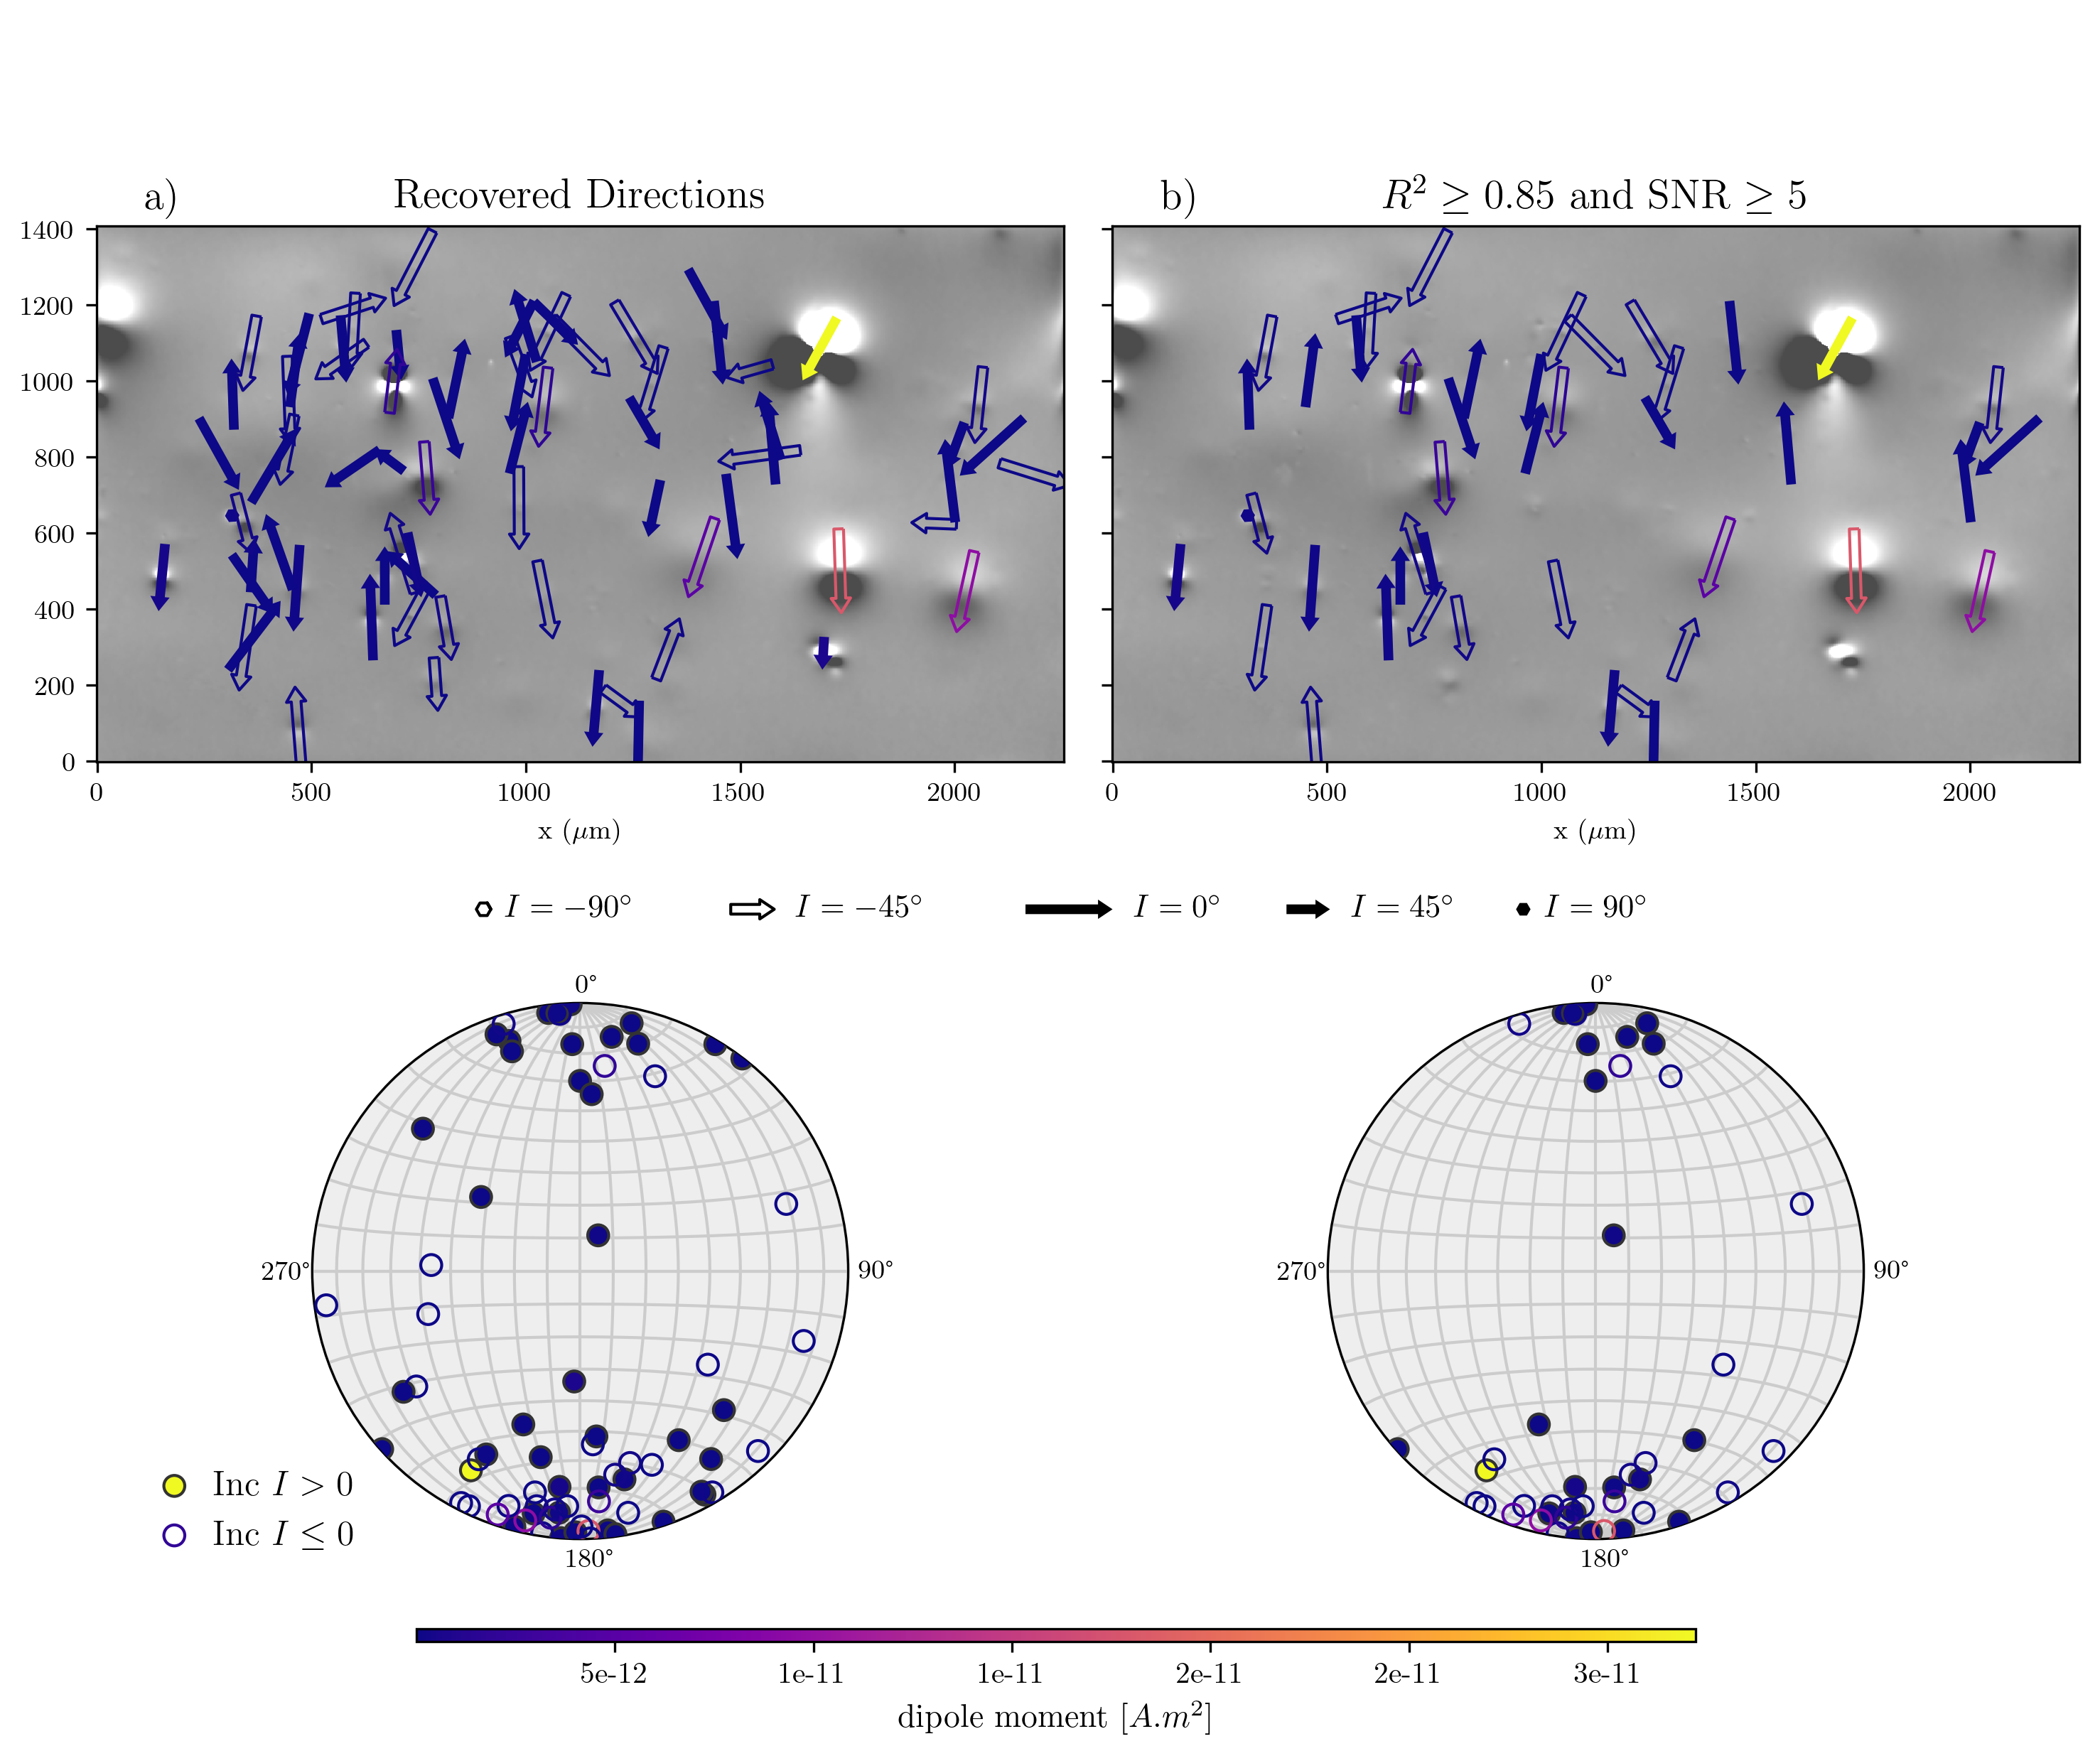 a) Recovered Directions
b) R² ≥ 0.85 and SNR ≥ 5
1400
1200
1000
800
600
400
200
0
0 500 1000 1500 2000
0 500 1000 1500 2000
x (μm)
x (μm)
I = −90° I = −45° I = 0° I = 45° I = 90°
0°
0°
270° 90°
270° 90°
Inc I > 0
Inc I ≤ 0
180°
180°
5e-12 1e-11 1e-11 2e-11 2e-11 3e-11
dipole moment [A.m²]